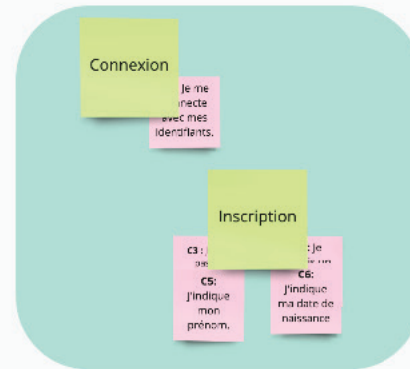 Connexion
Je me
avec mes
identifiants.
Inscription
C3 :
C5:
J'indique
mon
prénom.
: Je
C6:
J'indique
ma date de
naissance